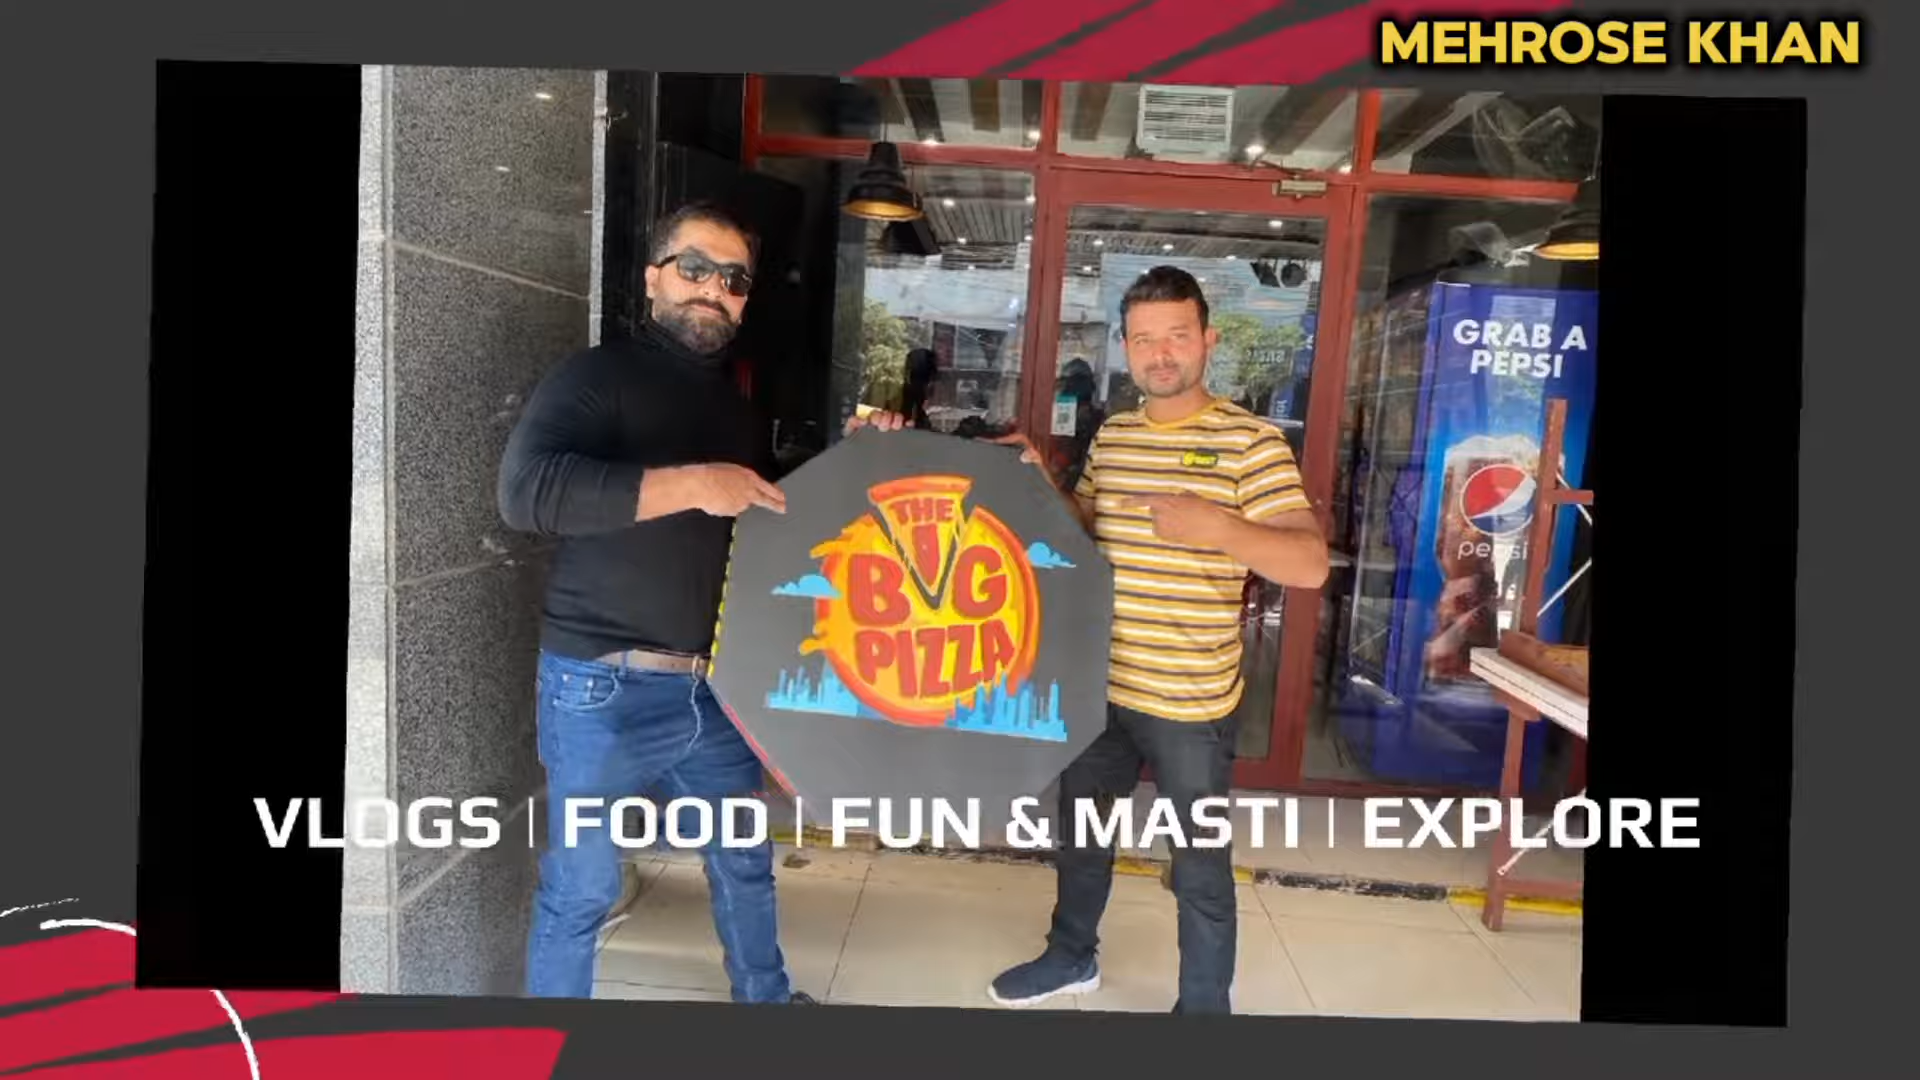 MEHROSE KHAN
GRAB A
PEPSI
THE
BIG
PIZZA
pepsi
VLOGS | FOOD | FUN & MASTI | EXPLORE